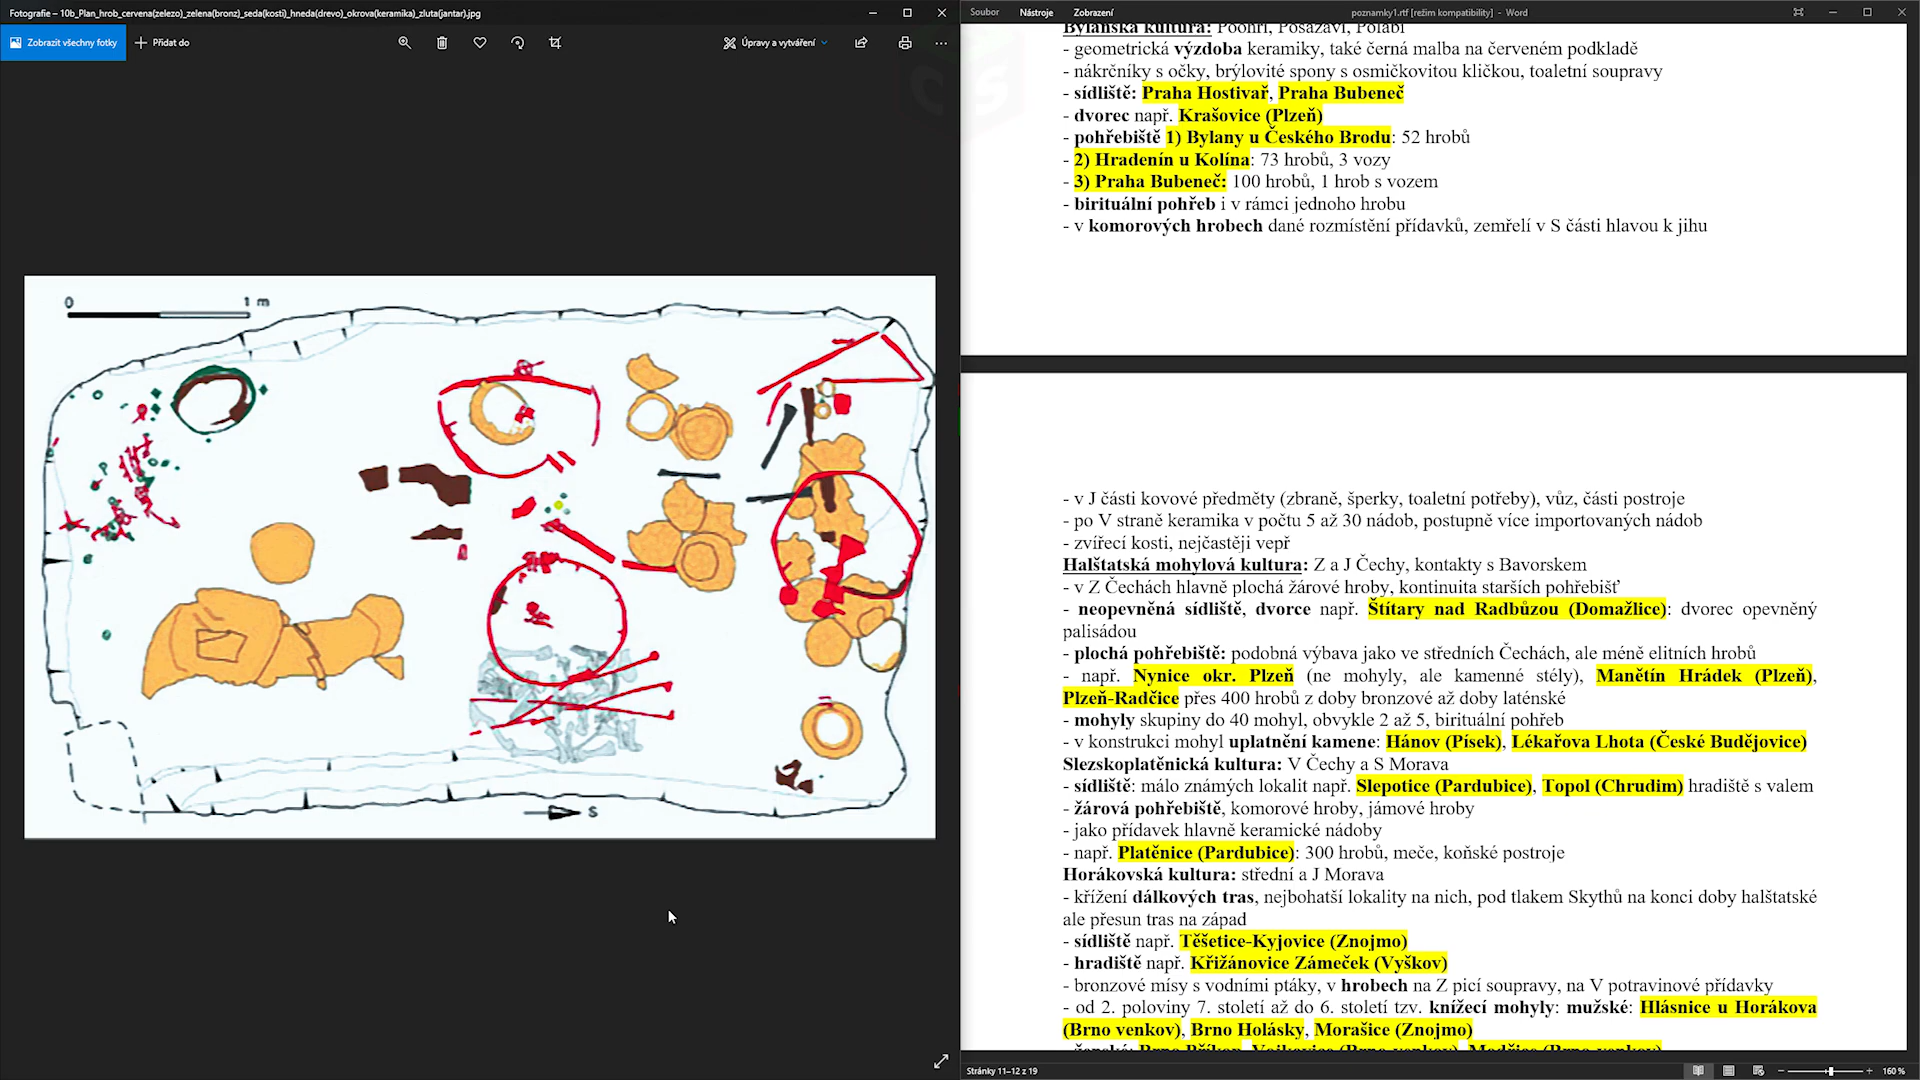 Fotografie – 10b_Plan_hrob_cervena(zelezo)_zelena(bronz)_seda(kosti)_hneda(drevo)_okrova(keramika)_zluta(jantar).jpg
Zobrazit všechny fotky
Přidat do
Úpravy a vytváření
0
1 m
S
Soubor
Nástroje
Zobrazení
poznamky1.rtf [režim kompatibility] - Word
Bylanská kultura: Poohří, Posázaví, Polabí
- geometrická výzdoba keramiky, také černá malba na červeném podkladě
- nákrčníky s očky, brýlovité spony s osmičkovitou kličkou, toaletní soupravy
- sídliště: Praha Hostivař, Praha Bubeneč
- dvorec např. Krašovice (Plzeň)
- pohřebiště 1) Bylany u Českého Brodu: 52 hrobů
- 2) Hradenín u Kolína: 73 hrobů, 3 vozy
- 3) Praha Bubeneč: 100 hrobů, 1 hrob s vozem
- birituální pohřeb i v rámci jednoho hrobu
- v komorových hrobech dané rozmístění přídavků, zemřelí v S části hlavou k jihu
- v J části kovové předměty (zbraně, šperky, toaletní potřeby), vůz, části postroje
- po V straně keramika v počtu 5 až 30 nádob, postupně více importovaných nádob
- zvířecí kosti, nejčastěji vepř
Halštatská mohylová kultura: Z a J Čechy, kontakty s Bavorskem
- v Z Čechách hlavně plochá žárové hroby, kontinuita starších pohřebišť
- neopevněná sídliště, dvorce např. Štítary nad Radbůzou (Domažlice): dvorec opevněný
palisádou
- plochá pohřebiště: podobná výbava jako ve středních Čechách, ale méně elitních hrobů
- např. Nynice okr. Plzeň (ne mohyly, ale kamenné stély), Manětín Hrádek (Plzeň),
Plzeň-Radčice přes 400 hrobů z doby bronzové až doby laténské
- mohyly skupiny do 40 mohyl, obvykle 2 až 5, birituální pohřeb
- v konstrukci mohyl uplatnění kamene: Hánov (Písek), Lékařova Lhota (České Budějovice)
Slezskoplatěnická kultura: V Čechy a S Morava
- sídliště: málo známých lokalit např. Slepotice (Pardubice), Topol (Chrudim) hradiště s valem
- žárová pohřebiště, komorové hroby, jámové hroby
- jako přídavek hlavně keramické nádoby
- např. Platěnice (Pardubice): 300 hrobů, meče, koňské postroje
Horákovská kultura: střední a J Morava
- křížení dálkových tras, nejbohatší lokality na nich, pod tlakem Skythů na konci doby halštatské
ale přesun tras na západ
- sídliště např. Těšetice-Kyjovice (Znojmo)
- hradiště např. Křižánovice Zámeček (Vyškov)
- bronzové mísy s vodními ptáky, v hrobech na Z picí soupravy, na V potravinové přídavky
- od 2. poloviny 7. století až do 6. století tzv. knížecí mohyly: mužské: Hlásnice u Horákova
(Brno venkov), Brno Holásky, Morašice (Znojmo)
Stránky 11–12 z 19
160 %